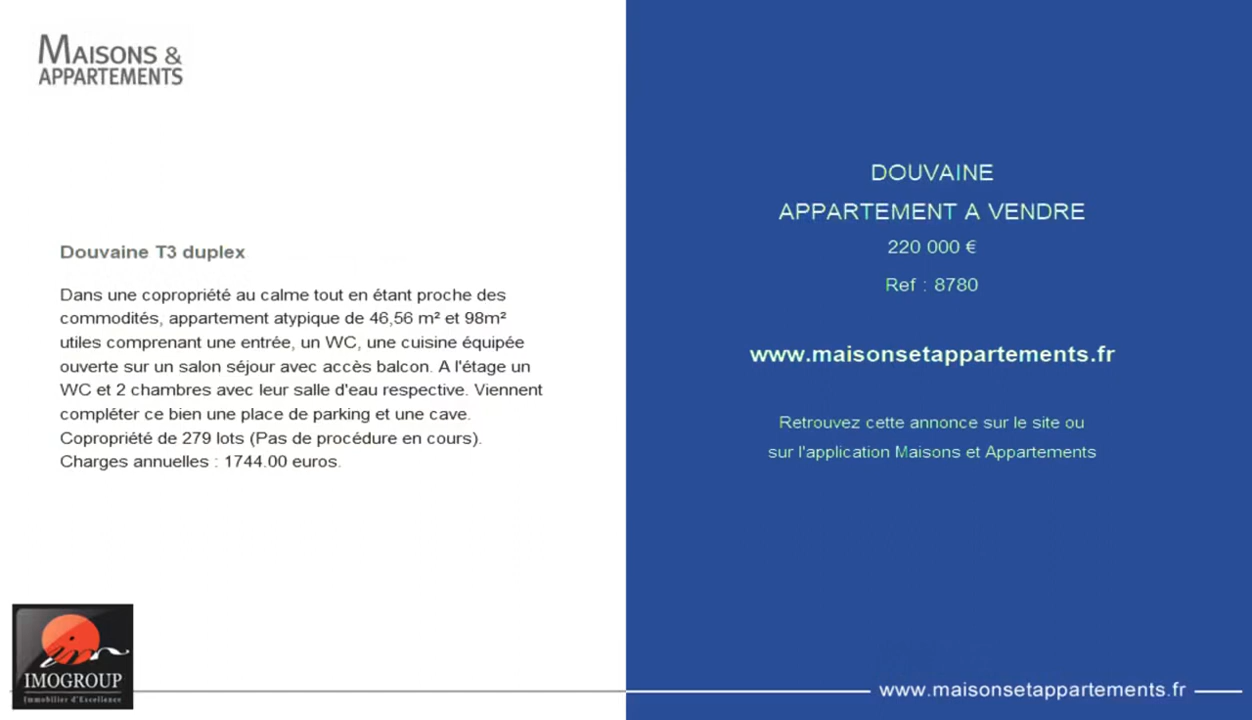 MAISONS &
APPARTEMENTS
Douvaine T3 duplex
Dans une copropriété au calme tout en étant proche des
commodités, appartement atypique de 46,56 m² et 98m²
utiles comprenant une entrée, un WC, une cuisine équipée
ouverte sur un salon séjour avec accès balcon. A l'étage un
WC et 2 chambres avec leur salle d'eau respective. Viennent
compléter ce bien une place de parking et une cave.
Copropriété de 279 lots (Pas de procédure en cours).
Charges annuelles : 1744.00 euros.
DOUVAINE
APPARTEMENT A VENDRE
220 000 €
Ref : 8780
www.maisonsetappartements.fr
Retrouvez cette annonce sur le site ou
sur l'application Maisons et Appartements
im
IMOGROUP
Immobilier d'Excellence
www.maisonsetappartements.fr